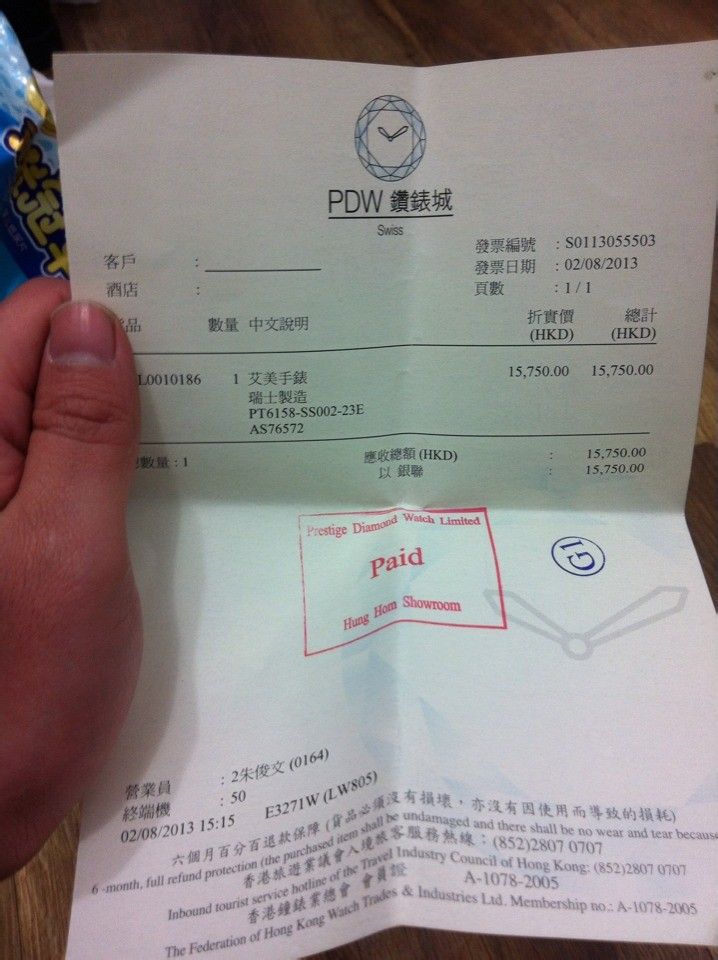 PDW 鑽錶城
Swiss
客戶 : 發票編號 : S0113055503
酒店 : 發票日期 : 02/08/2013
頁數 : 1 / 1
品 數量 中文說明 折實價 (HKD) 總計 (HKD)
L0010186 1 艾美手錶 15,750.00 15,750.00
瑞士製造
PT6158-SS002-23E
AS76572
數量 : 1 應收總額 (HKD) : 15,750.00
以 銀聯 : 15,750.00
Prestige Diamond Watch Limited
Paid
Hung Hom Showroom
營業員 : 2朱俊文 (0164)
終端機 : 50 E3271W (LW805)
02/08/2013 15:15
六個月百分百退款保障 (貨品必須沒有損壞，亦沒有因使用而導致的損耗)
6 -month, full refund protection (the purchased item shall be undamaged and there shall be no wear and tear because
香港旅遊業議會入境旅客服務熱線：(852)2807 0707
Inbound tourist service hotline of the Travel Industry Council of Hong Kong: (852)2807 0707
香港鐘錶業總會 會員證 A-1078-2005
The Federation of Hong Kong Watch Trades & Industries Ltd. Membership no.: A-1078-2005